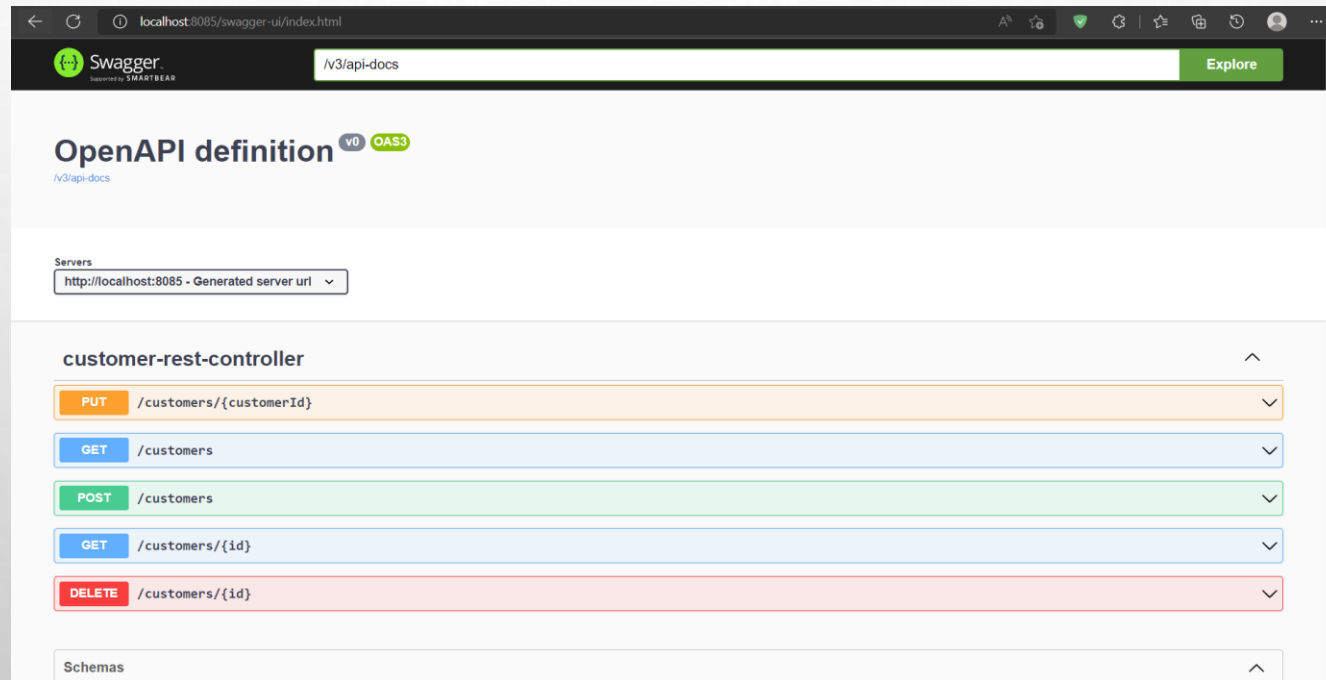 localhost:8085/swagger-ui/index.html
Swagger.
Supported by SMARTBEAR
/v3/api-docs
Explore
OpenAPI definition v0 OAS3
/v3/api-docs
Servers
http://localhost:8085 - Generated server url
customer-rest-controller
PUT /customers/{customerId}
GET /customers
POST /customers
GET /customers/{id}
DELETE /customers/{id}
Schemas